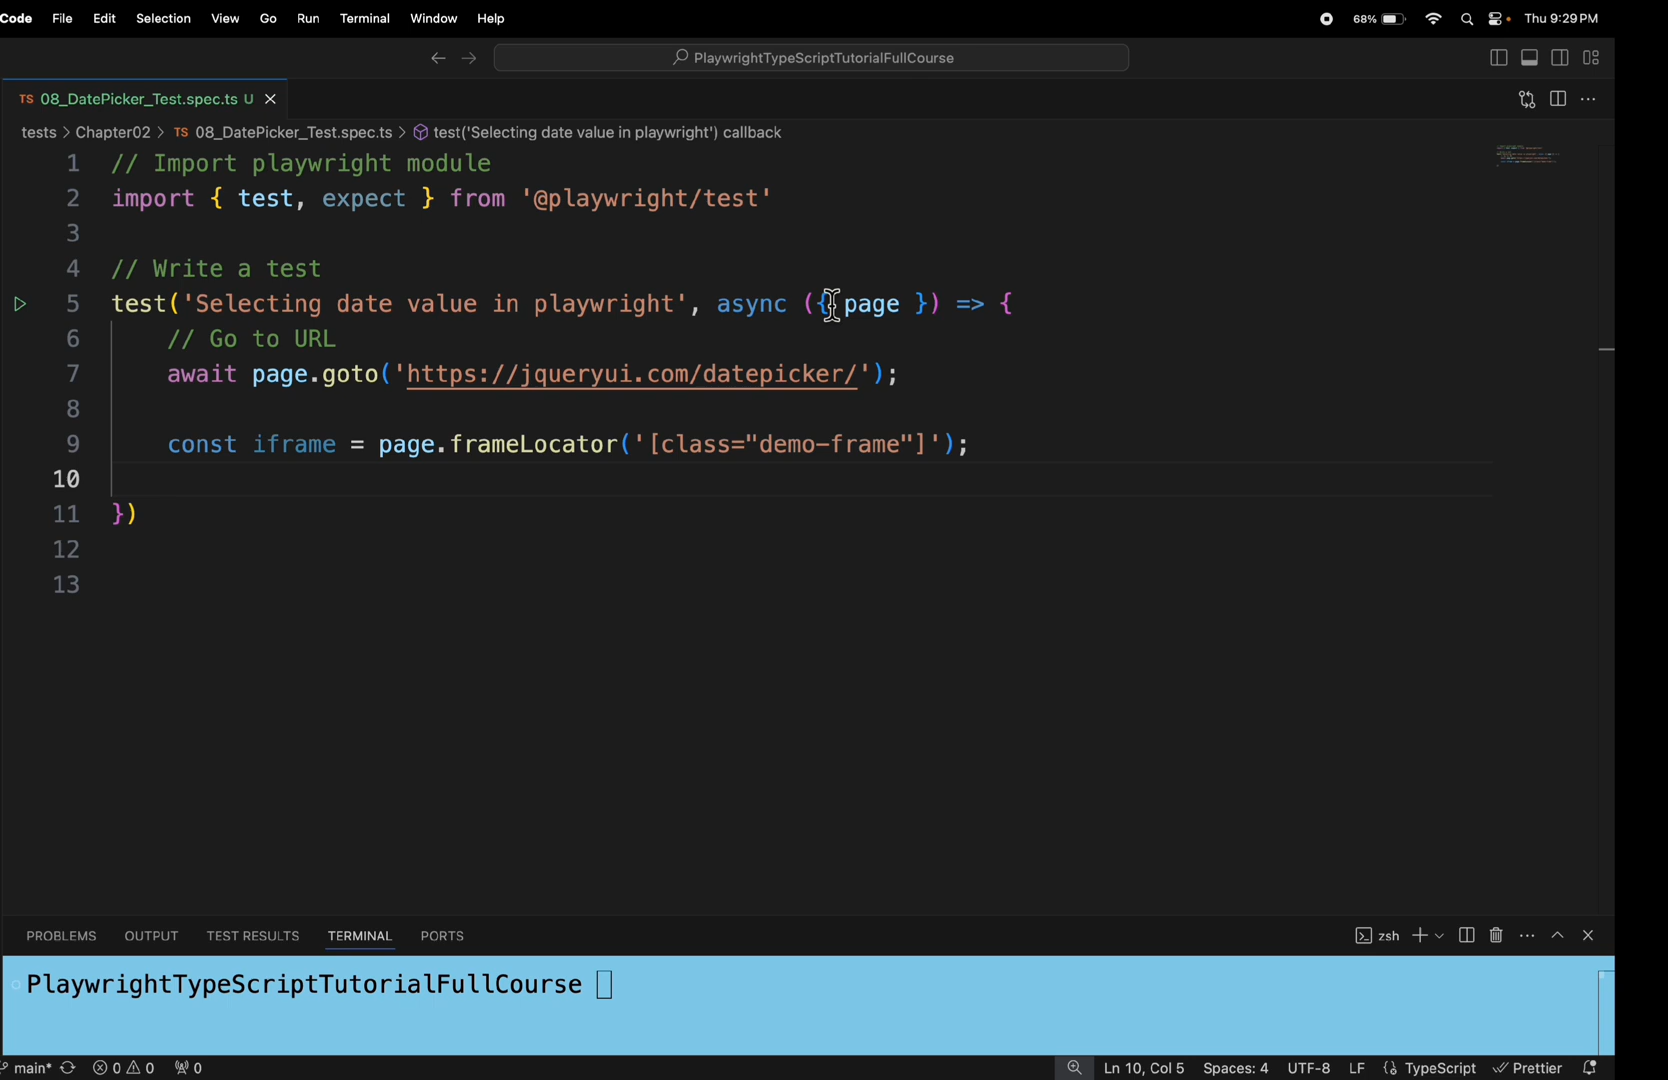 Code File Edit Selection View Go Run Terminal Window Help 68% Thu 9:29 PM
PlaywrightTypeScriptTutorialFullCourse
TS 08_DatePicker_Test.spec.ts U
tests > Chapter02 > TS 08_DatePicker_Test.spec.ts > test('Selecting date value in playwright') callback
1 // Import playwright module
2 import { test, expect } from '@playwright/test'
3
4 // Write a test
5 test('Selecting date value in playwright', async ({ page }) => {
6 // Go to URL
7 await page.goto('https://jqueryui.com/datepicker/');
8
9 const iframe = page.frameLocator('[class="demo-frame"]');
10
11 })
12
13
PROBLEMS OUTPUT TEST RESULTS TERMINAL PORTS zsh
PlaywrightTypeScriptTutorialFullCourse
main* 0 0 0 Ln 10, Col 5 Spaces: 4 UTF-8 LF TypeScript Prettier